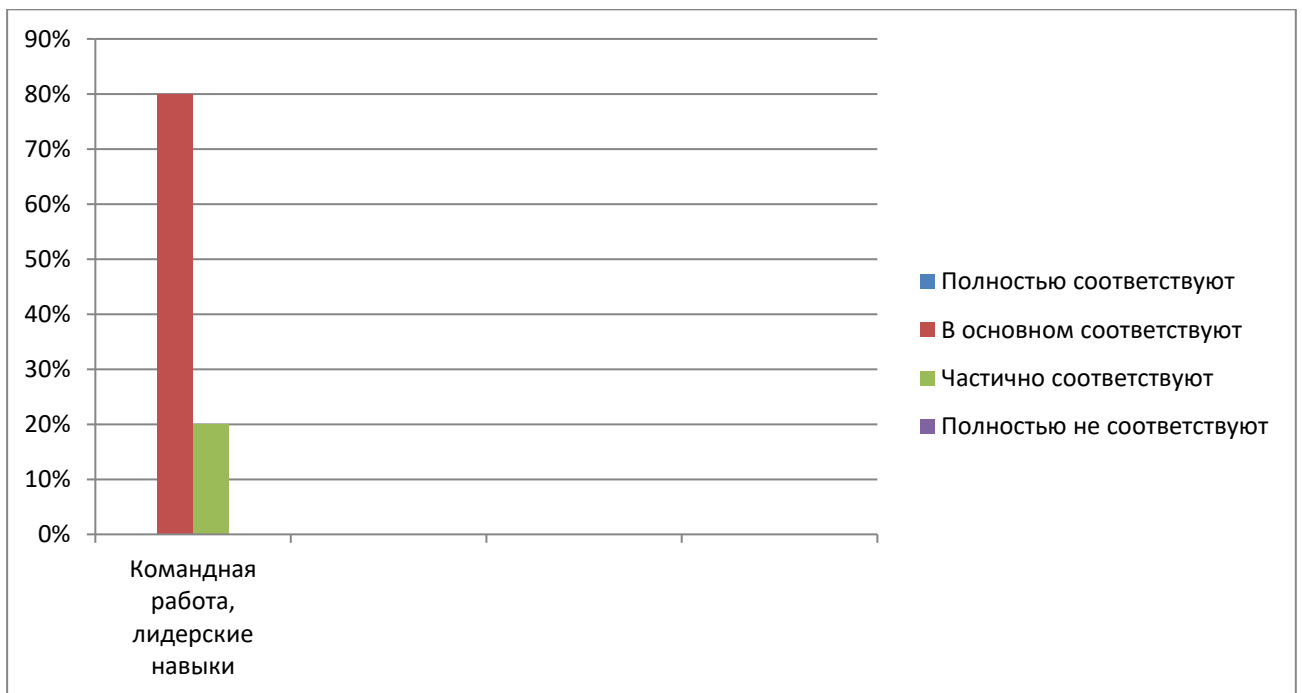 90%
80%
70%
60%
50%
40%
30%
20%
10%
0%
Командная
работа,
лидерские
навыки
Полностью соответствуют
В основном соответствуют
Частично соответствуют
Полностью не соответствуют